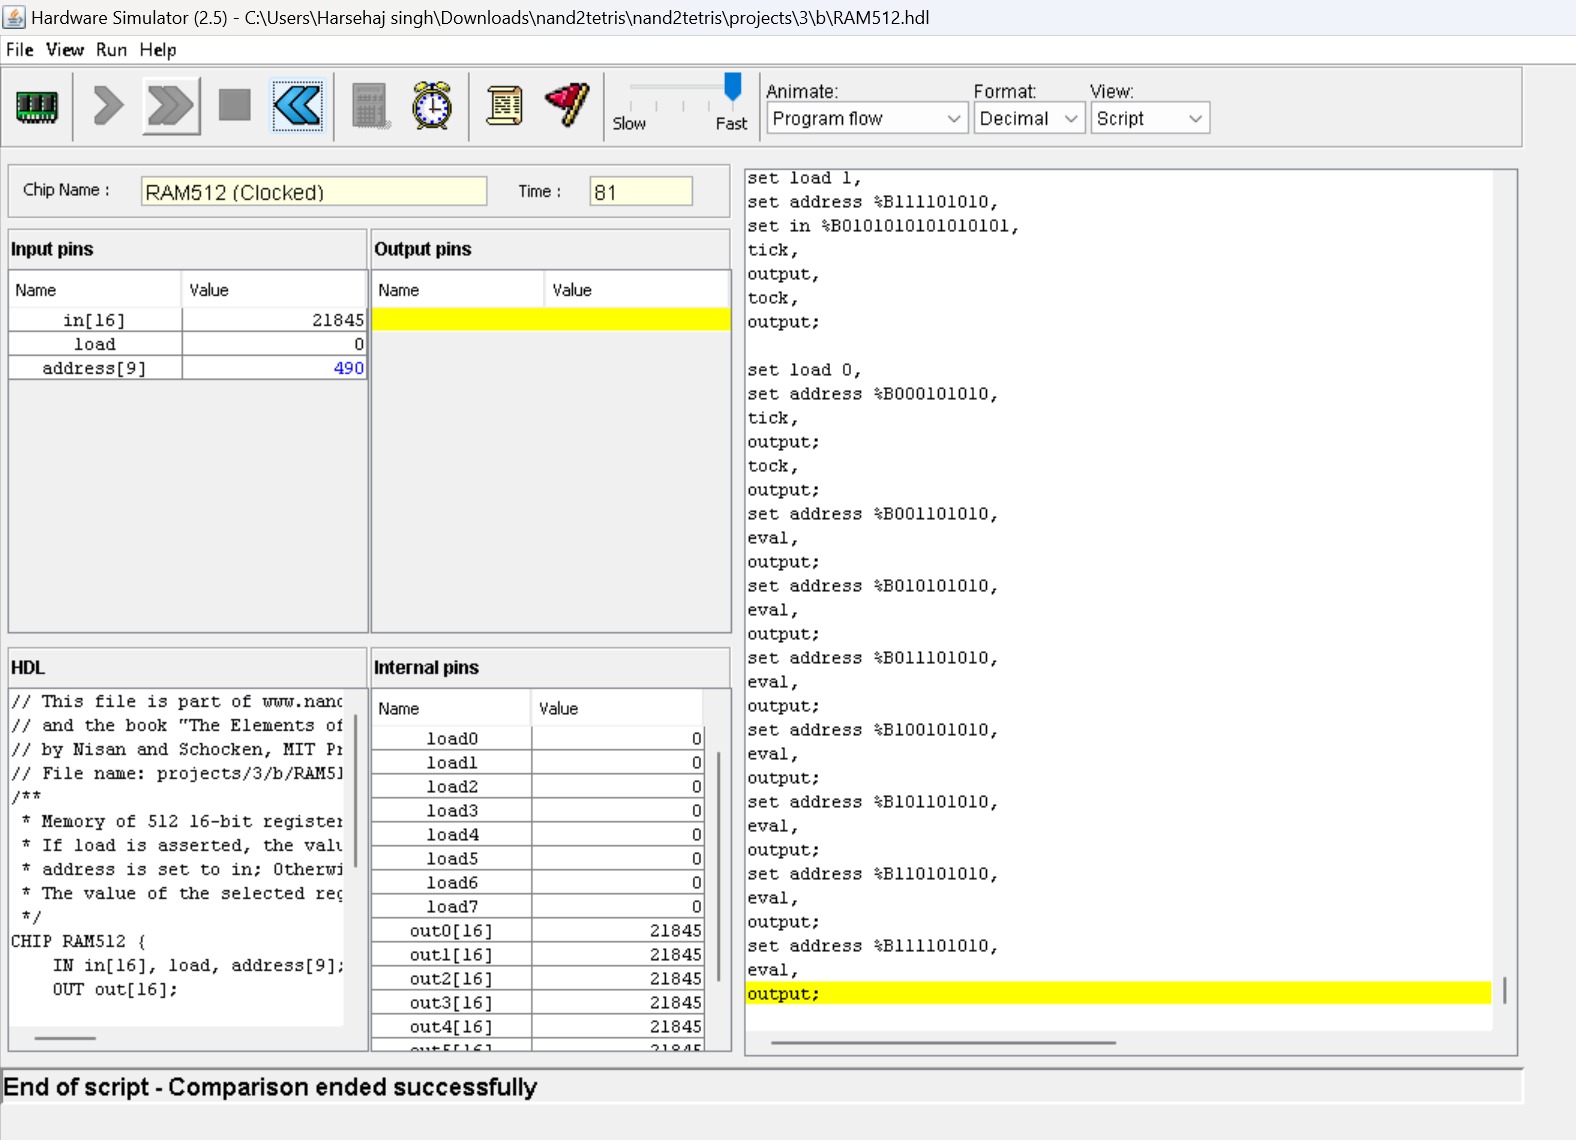 Hardware Simulator (2.5) - C:\Users\Harsehaj singh\Downloads\nand2tetris\nand2tetris\projects\3\b\RAM512.hdl
File View Run Help
Slow Fast
Animate: Format: View:
Program flow Decimal Script
Chip Name : RAM512 (Clocked) Time : 81
Input pins
Name Value
in[16] 21845
load 0
address[9] 490
Output pins
Name Value
HDL
// This file is part of www.nand
// and the book "The Elements of
// by Nisan and Schocken, MIT Pr
// File name: projects/3/b/RAM51
/**
* Memory of 512 16-bit register
* If load is asserted, the valu
* address is set to in; Otherwi
* The value of the selected reg
*/
CHIP RAM512 {
IN in[16], load, address[9];
OUT out[16];
Internal pins
Name Value
load0 0
load1 0
load2 0
load3 0
load4 0
load5 0
load6 0
load7 0
out0[16] 21845
out1[16] 21845
out2[16] 21845
out3[16] 21845
out4[16] 21845
out5[16] 21845
set load 1,
set address %B111101010,
set in %B0101010101010101,
tick,
output,
tock,
output;
set load 0,
set address %B000101010,
tick,
output;
tock,
output;
set address %B001101010,
eval,
output;
set address %B010101010,
eval,
output;
set address %B011101010,
eval,
output;
set address %B100101010,
eval,
output;
set address %B101101010,
eval,
output;
set address %B110101010,
eval,
output;
set address %B111101010,
eval,
output;
End of script - Comparison ended successfully